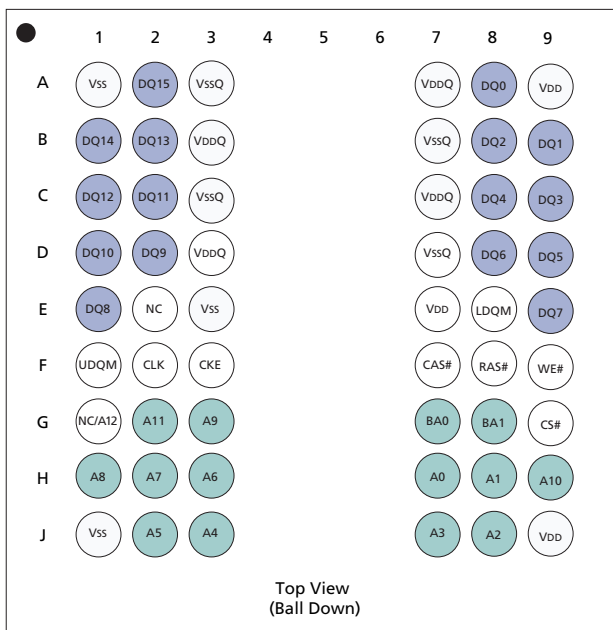 1 2 3 4 5 6 7 8 9
A Vss DQ15 VssQ VDDQ DQ0 VDD
B DQ14 DQ13 VDDQ VssQ DQ2 DQ1
C DQ12 DQ11 VssQ VDDQ DQ4 DQ3
D DQ10 DQ9 VDDQ VssQ DQ6 DQ5
E DQ8 NC Vss VDD LDQM DQ7
F UDQM CLK CKE CAS# RAS# WE#
G NC/A12 A11 A9 BA0 BA1 CS#
H A8 A7 A6 A0 A1 A10
J Vss A5 A4 A3 A2 VDD
Top View
(Ball Down)